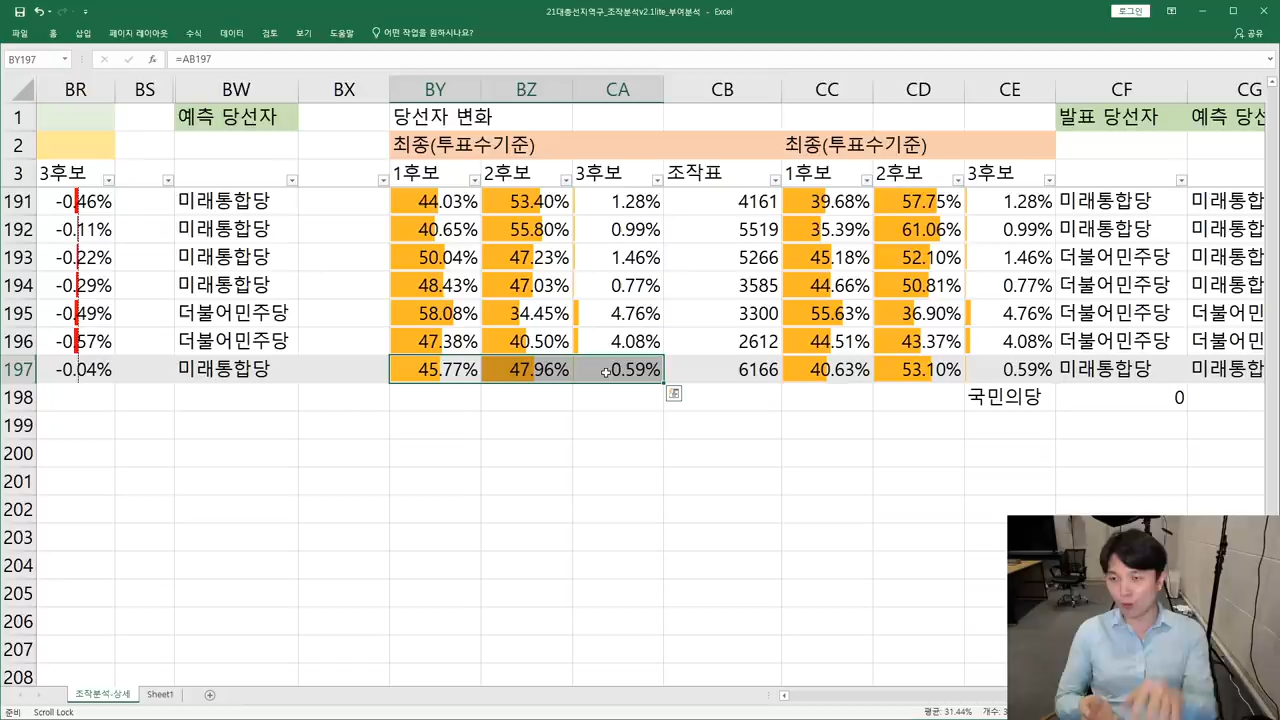 21대총선지역구_조작분석v2.1lite_부여분석 - Excel
로그인
파일 홈 삽입 페이지 레이아웃 수식 데이터 검토 보기 도움말 어떤 작업을 원하시나요? 공유
BY197 fx =AB197
BR BS BW BX BY BZ CA CB CC CD CE CF CG
1 예측 당선자 당선자 변화 발표 당선자 예측 당선
2 최종(투표수기준) 최종(투표수기준)
3 3후보 1후보 2후보 3후보 조작표 1후보 2후보 3후보
191 -0.46% 미래통합당 44.03% 53.40% 1.28% 4161 39.68% 57.75% 1.28% 미래통합당 미래통합
192 -0.11% 미래통합당 40.65% 55.80% 0.99% 5519 35.39% 61.06% 0.99% 미래통합당 미래통합
193 -0.22% 미래통합당 50.04% 47.23% 1.46% 5266 45.18% 52.10% 1.46% 더불어민주당 미래통합
194 -0.29% 미래통합당 48.43% 47.03% 0.77% 3585 44.66% 50.81% 0.77% 더불어민주당 미래통합
195 -0.49% 더불어민주당 58.08% 34.45% 4.76% 3300 55.63% 36.90% 4.76% 더불어민주당 더불어민
196 -0.57% 더불어민주당 47.38% 40.50% 4.08% 2612 44.51% 43.37% 4.08% 더불어민주당 더불어민
197 -0.04% 미래통합당 45.77% 47.96% 0.59% 6166 40.63% 53.10% 0.59% 미래통합당 미래통합
198 국민의당 0
199
200
201
202
203
204
205
206
207
208
조작분석-상세 Sheet1
준비 Scroll Lock 평균: 31.44% 개수: 3